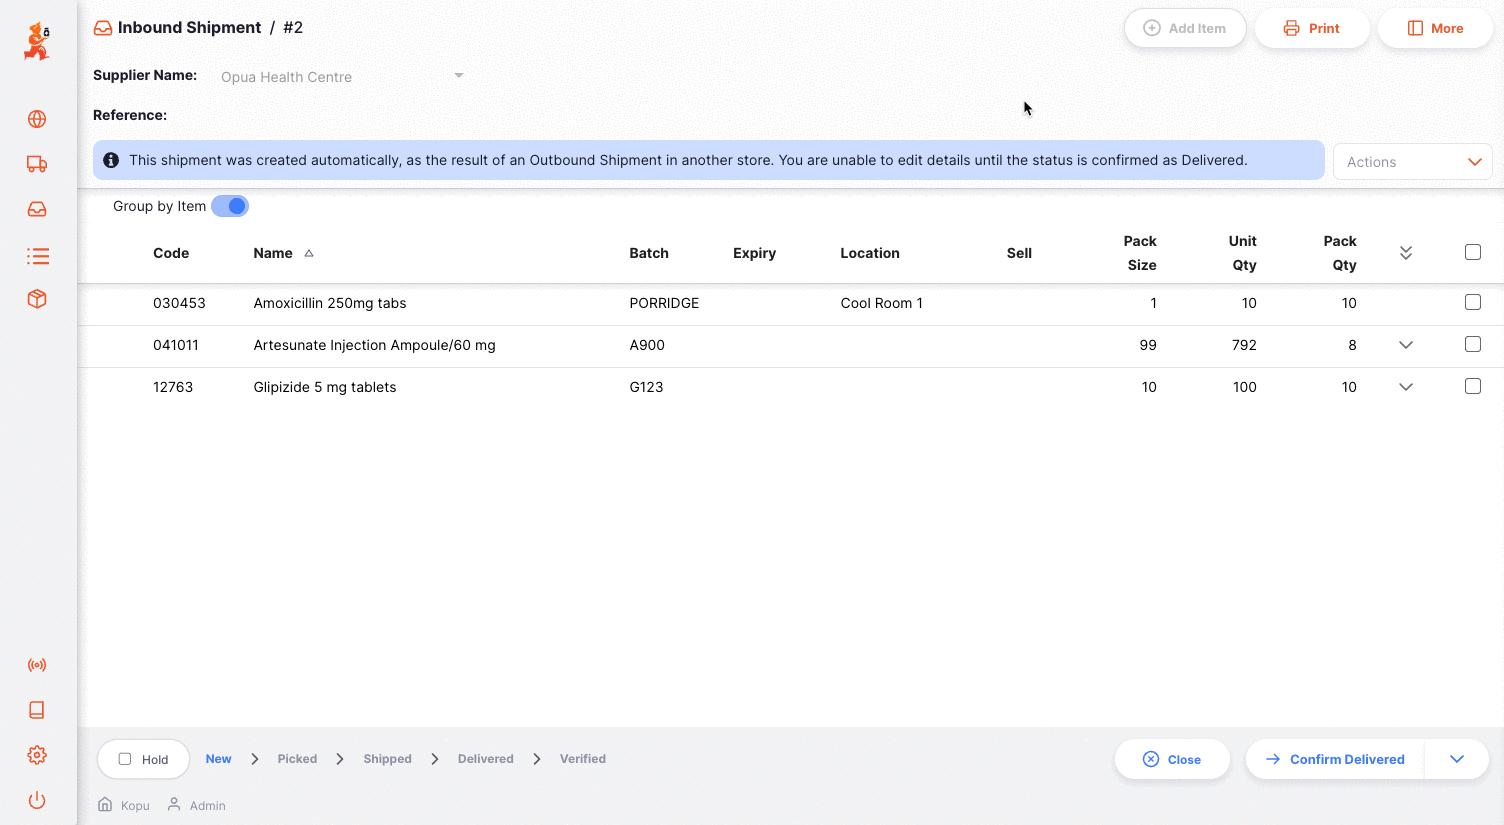 Inbound Shipment / #2
Add Item
Print
More
Supplier Name: Opua Health Centre
Reference:
This shipment was created automatically, as the result of an Outbound Shipment in another store. You are unable to edit details until the status is confirmed as Delivered.
Actions
Group by Item
Code Name Batch Expiry Location Sell Pack Size Unit Qty Pack Qty
030453 Amoxicillin 250mg tabs PORRIDGE Cool Room 1 1 10 10
041011 Artesunate Injection Ampoule/60 mg A900 99 792 8
12763 Glipizide 5 mg tablets G123 10 100 10
Hold New Picked Shipped Delivered Verified Close Confirm Delivered
Kopu Admin